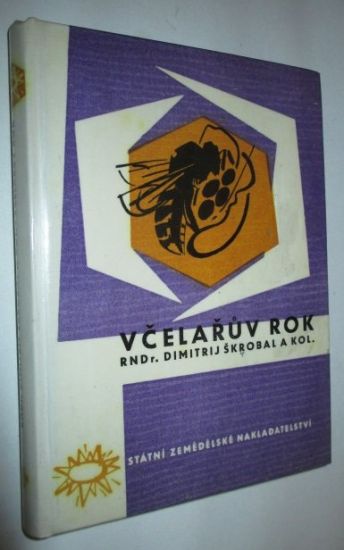 VČELAŘŮV ROK
RNDr. DIMITRIJ ŠKROBAL A KOL.
STÁTNÍ ZEMĚDĚLSKÉ NAKLADATELSTVÍ